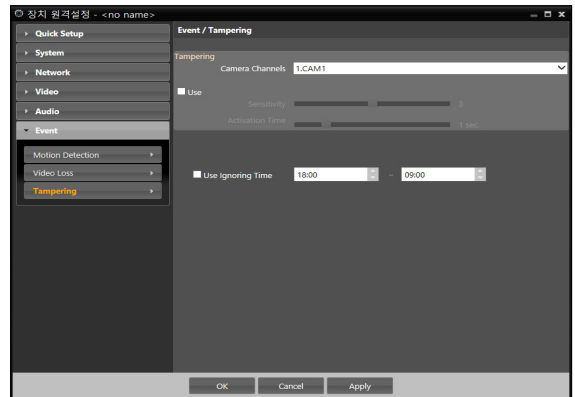 장치 원격설정 - <no name>
Quick Setup
System
Network
Video
Audio
Event
Motion Detection
Video Loss
Tampering
Event / Tampering
Tampering
Camera Channels 1.CAM1
Use
Sensitivity 3
Activation Time 1 sec.
Use Ignoring Time 18:00 – 09:00
OK Cancel Apply